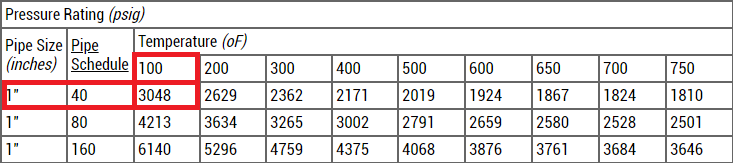 Pressure Rating (psig)
Pipe Size (inches) Pipe Schedule Temperature (oF)
100 200 300 400 500 600 650 700 750
1" 40 3048 2629 2362 2171 2019 1924 1867 1824 1810
1" 80 4213 3634 3265 3002 2791 2659 2580 2528 2501
1" 160 6140 5296 4759 4375 4068 3876 3761 3684 3646